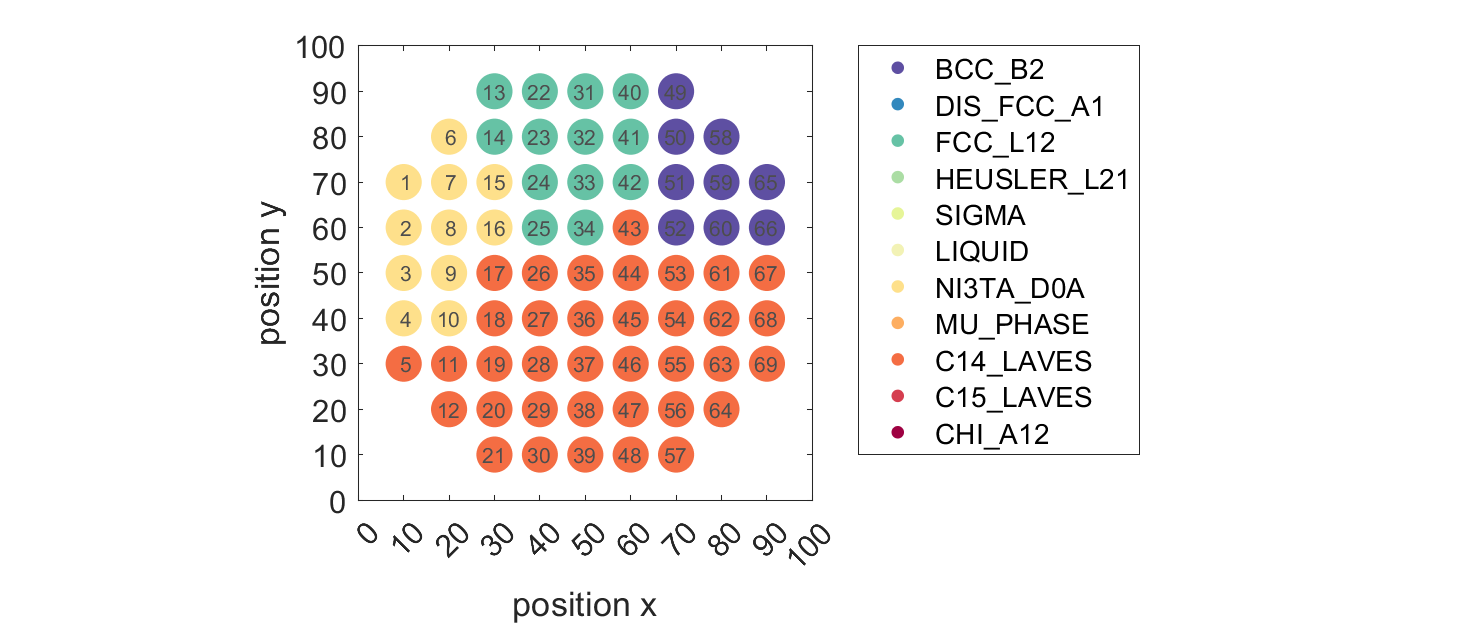 100
90
80
70
60
50
40
30
20
10
0
position y
13 22 31 40 49
6 14 23 32 41 50 58
1 7 15 24 33 42 51 59 65
2 8 16 25 34 43 52 60 66
3 9 17 26 35 44 53 61 67
4 10 18 27 36 45 54 62 68
5 11 19 28 37 46 55 63 69
12 20 29 38 47 56 64
21 30 39 48 57
0 10 20 30 40 50 60 70 80 90 100
position x
BCC_B2
DIS_FCC_A1
FCC_L12
HEUSLER_L21
SIGMA
LIQUID
NI3TA_D0A
MU_PHASE
C14_LAVES
C15_LAVES
CHI_A12